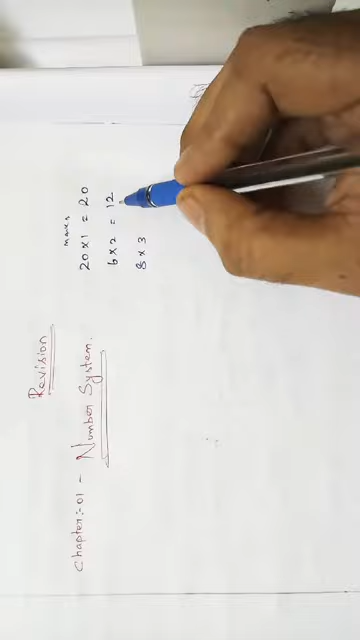 Revision
Chapter:-01 - Number System.
marks
20 x 1 = 20
6 x 2 = 12
8 x 3